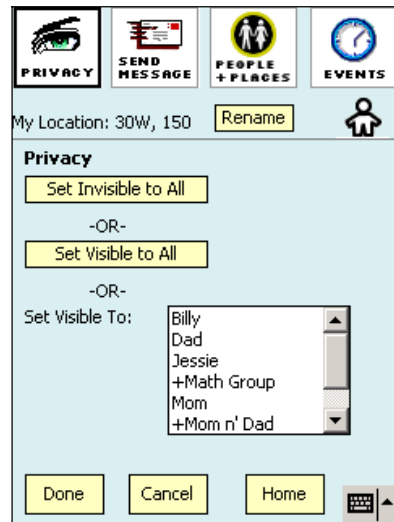 PRIVACY
SEND
MESSAGE
PEOPLE
+PLACES
EVENTS
My Location: 30W, 150 Rename
Privacy
Set Invisible to All
-OR-
Set Visible to All
-OR-
Set Visible To: Billy
Dad
Jessie
+Math Group
Mom
+Mom n' Dad
Done Cancel Home